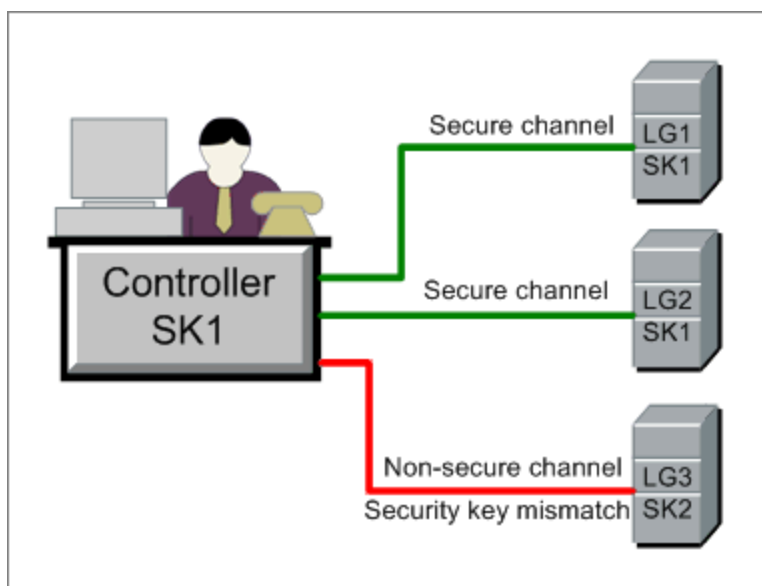 Secure channel
LG1
SK1
Controller
SK1
Secure channel
LG2
SK1
Non-secure channel
Security key mismatch
LG3
SK2